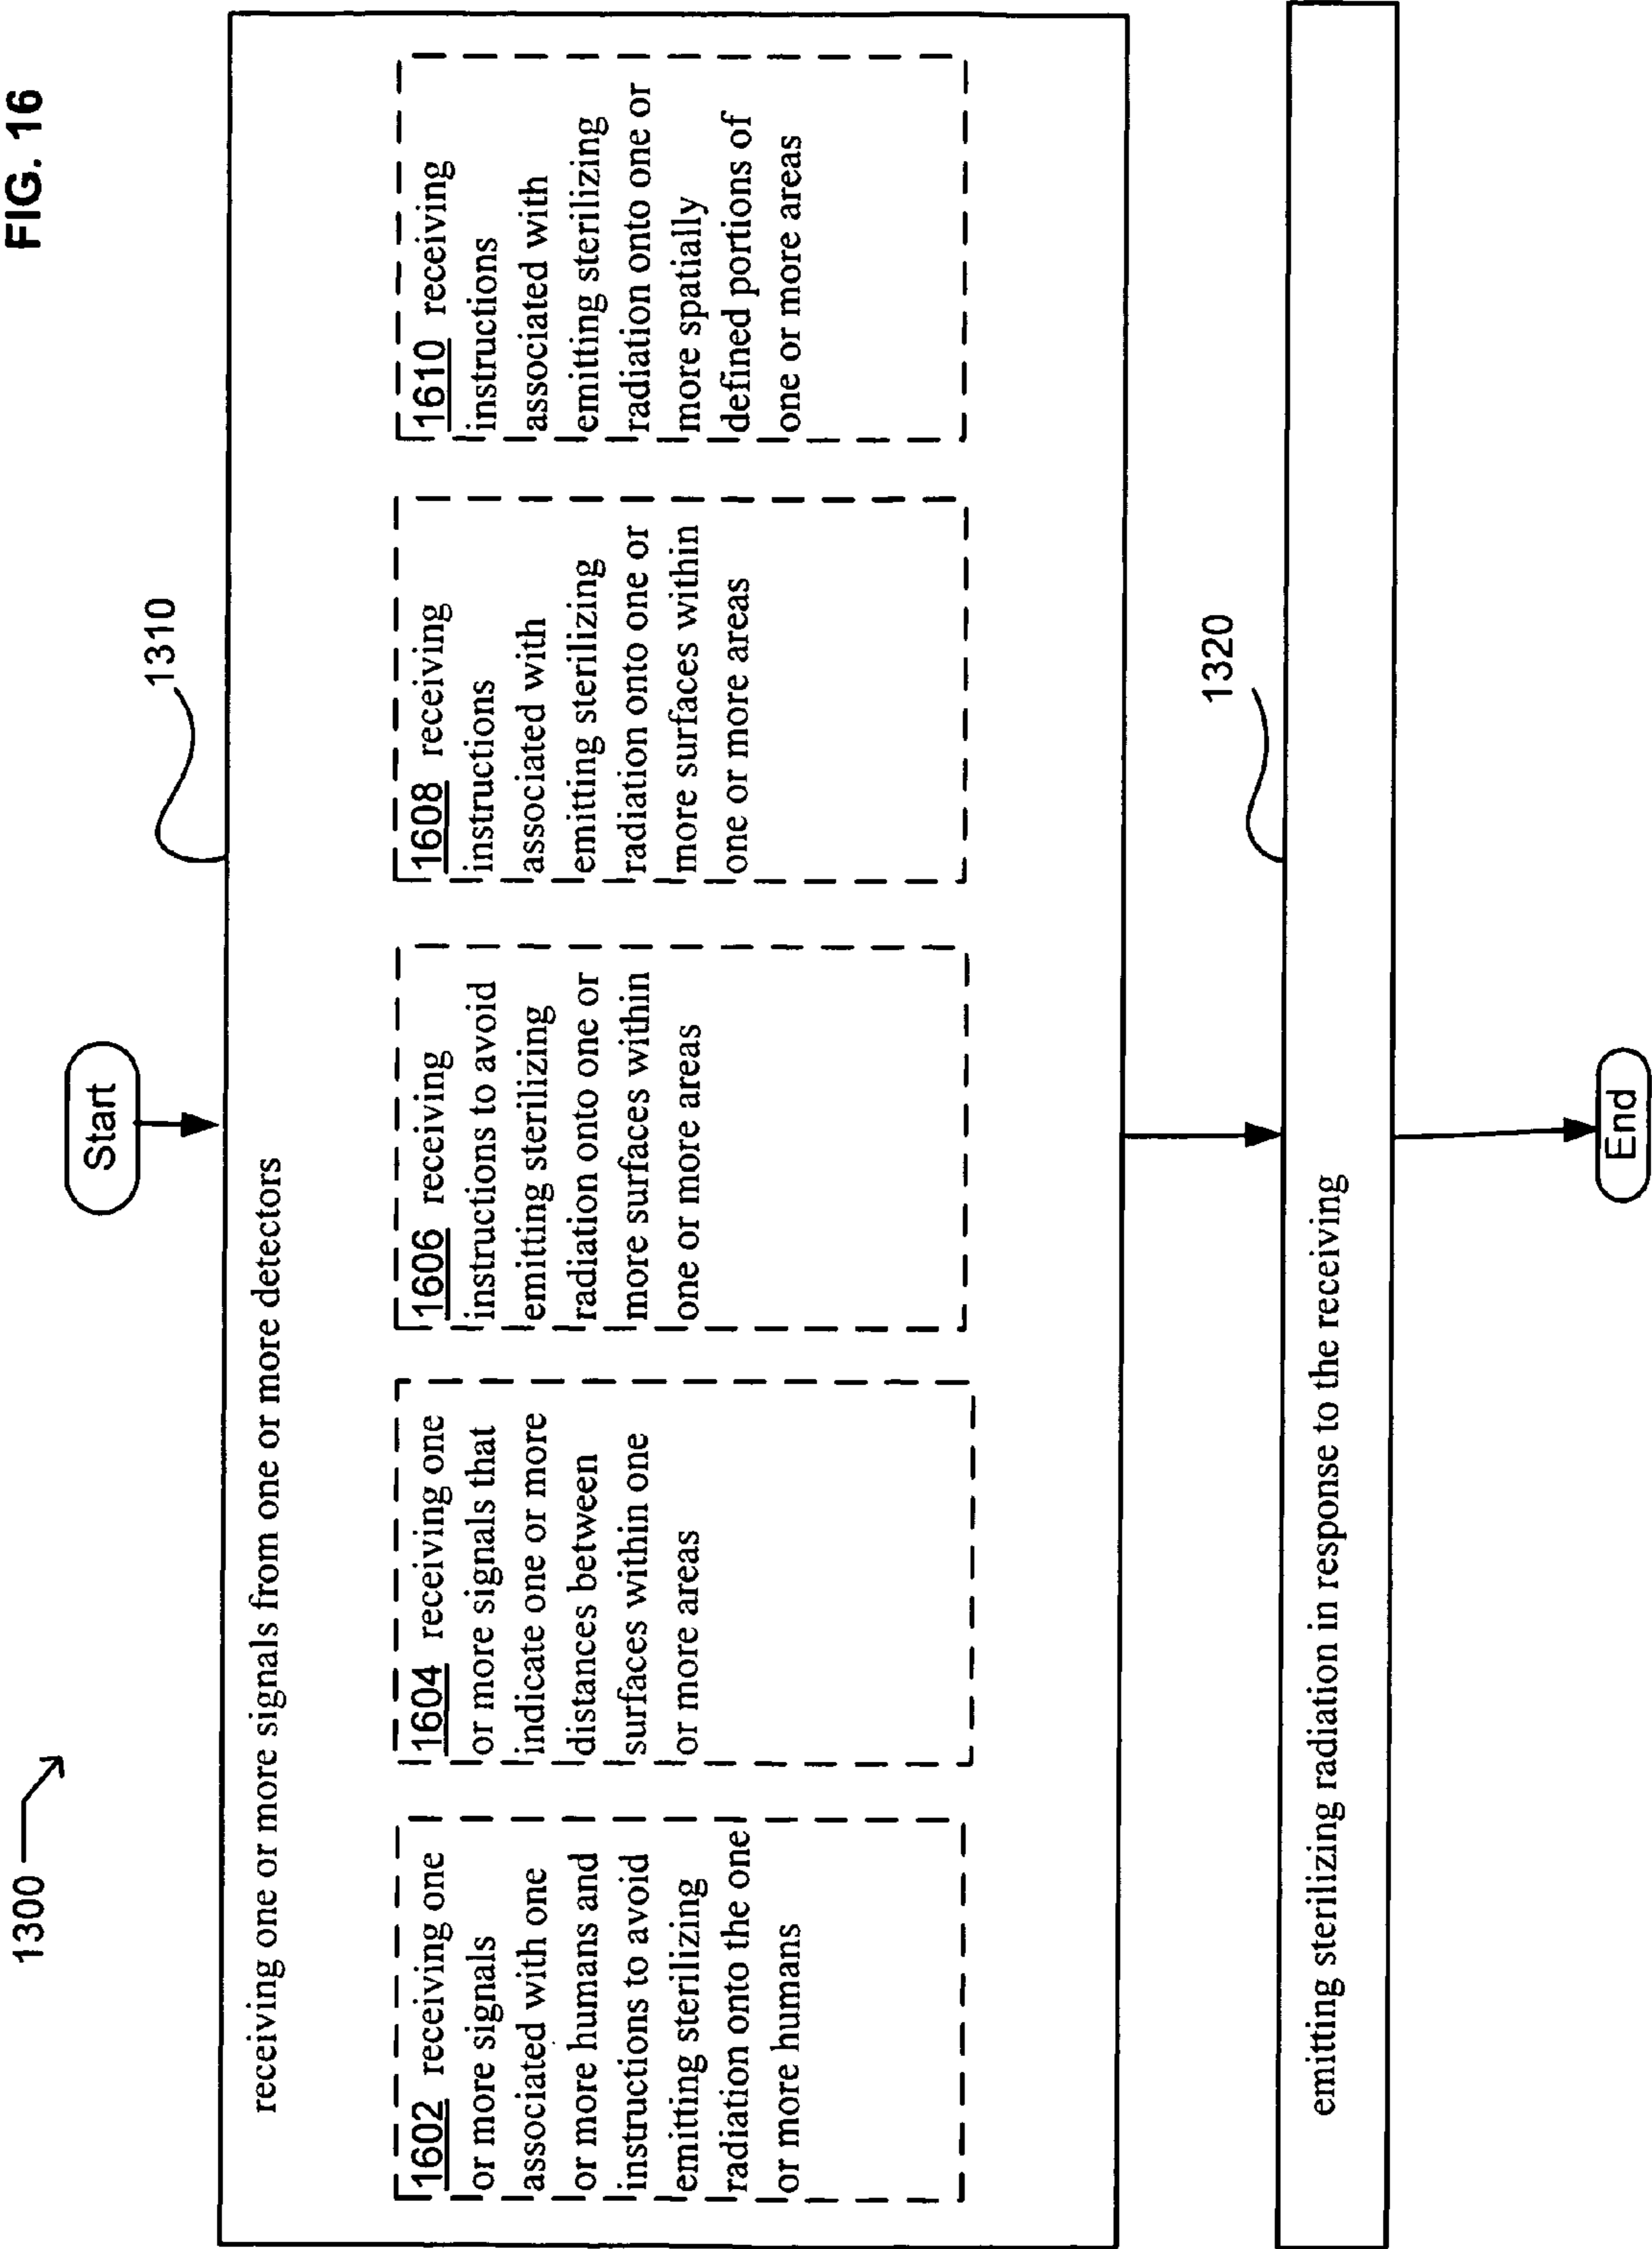 FIG. 16
1300
Start
1310
receiving one or more signals from one or more detectors
1602 receiving one
or more signals
associated with one
or more humans and
instructions to avoid
emitting sterilizing
radiation onto the one
or more humans
1604 receiving one
or more signals that
indicate one or more
distances between
surfaces within one
or more areas
1606 receiving
instructions to avoid
emitting sterilizing
radiation onto one or
more surfaces within
one or more areas
1608 receiving
instructions
associated with
emitting sterilizing
radiation onto one or
more surfaces within
one or more areas
1610 receiving
instructions
associated with
emitting sterilizing
radiation onto one or
more spatially
defined portions of
one or more areas
1320
emitting sterilizing radiation in response to the receiving
End